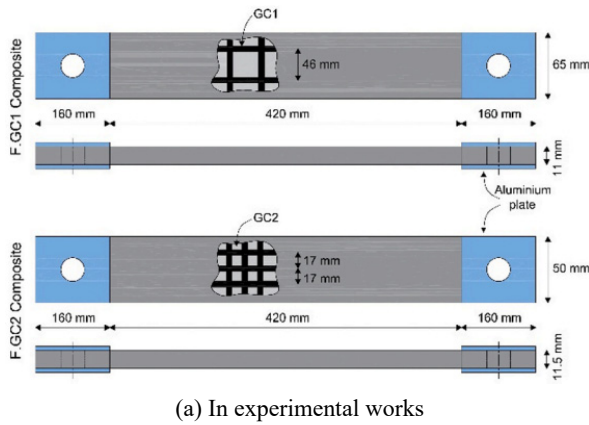 GC1
F.GC1 Composite
46 mm
65 mm
160 mm
420 mm
160 mm
11 mm
Aluminium
plate
GC2
F.GC2 Composite
17 mm
17 mm
50 mm
160 mm
420 mm
160 mm
11.5 mm
(a) In experimental works